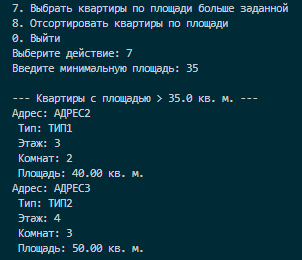 7. Выбрать квартиры по площади больше заданной
8. Отсортировать квартиры по площади
0. Выйти
Выберите действие: 7
Введите минимальную площадь: 35

--- Квартиры с площадью > 35.0 кв. м. ---
Адрес: АДРЕС2
 Тип: ТИП1
 Этаж: 3
 Комнат: 2
 Площадь: 40.00 кв. м.
Адрес: АДРЕС3
 Тип: ТИП2
 Этаж: 4
 Комнат: 3
 Площадь: 50.00 кв. м.